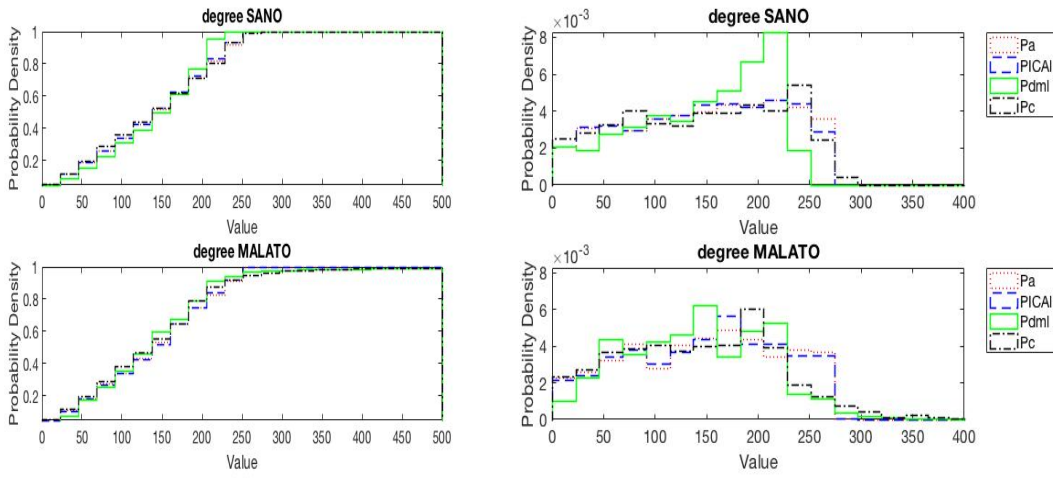 degree SANO
Probability Density
1
0.8
0.6
0.4
0.2
0 50 100 150 200 250 300 350 400 450 500
Value
degree SANO
×10-3
Probability Density
8
6
4
2
0
0 50 100 150 200 250 300 350 400
Value
Pa
PICAI
Pdml
Pc
degree MALATO
Probability Density
1
0.8
0.6
0.4
0.2
0 50 100 150 200 250 300 350 400 450 500
Value
degree MALATO
×10-3
Probability Density
8
6
4
2
0
0 50 100 150 200 250 300 350 400
Value
Pa
PICAI
Pdml
Pc